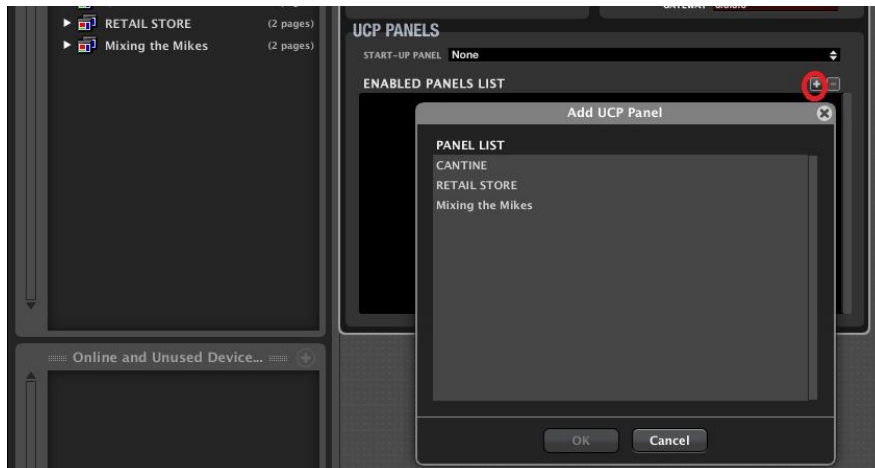 RETAIL STORE (2 pages)
Mixing the Mikes (2 pages)
UCP PANELS
START-UP PANEL None
ENABLED PANELS LIST
Add UCP Panel
PANEL LIST
CANTINE
RETAIL STORE
Mixing the Mikes
Online and Unused Device...
OK Cancel